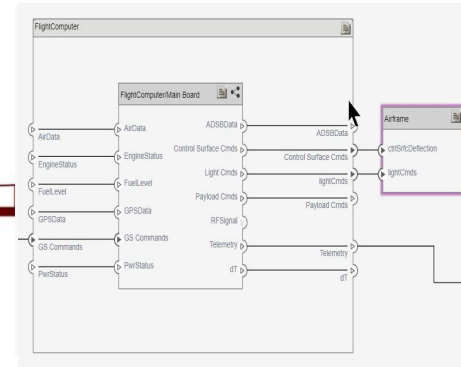 FlightComputer
FlightComputer/Main Board
AirData
EngineStatus
FuelLevel
GPSData
GS Commands
PwrStatus
AirData
EngineStatus
FuelLevel
GPSData
GS Commands
PwrStatus
ADSBData
Control Surface Cmds
Light Cmds
Payload Cmds
RFSignal
Telemetry
dT
ADSBData
Control Surface Cmds
lightCmds
Payload Cmds
Telemetry
dT
Airframe
ctrlSrfcDeflection
lightCmds